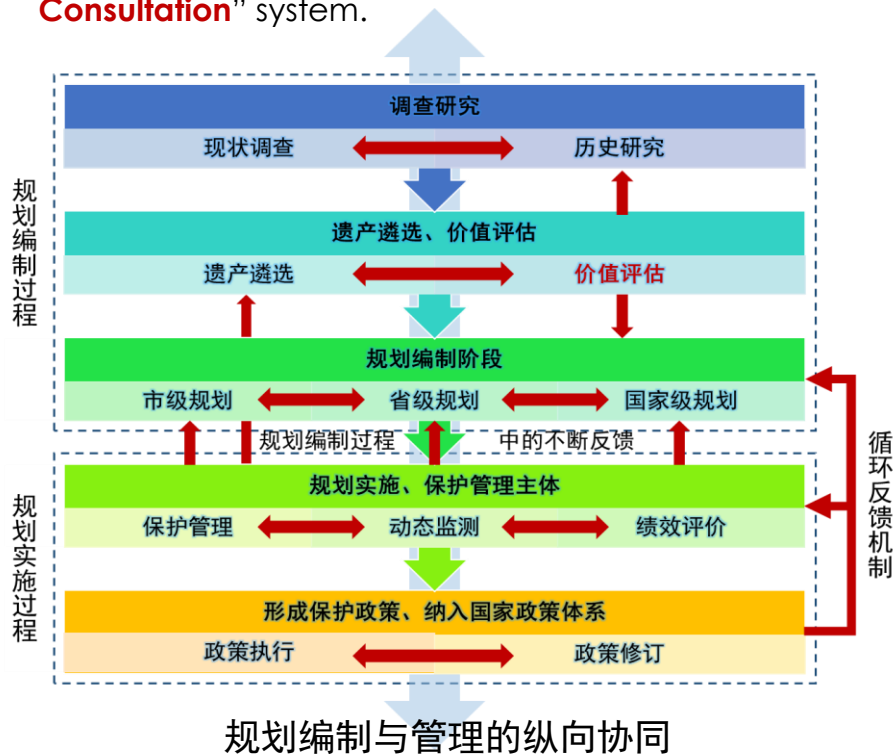 Consultation” system.
调查研究
现状调查 历史研究
遗产遴选、价值评估
遗产遴选 价值评估
规划编制阶段
市级规划 省级规划 国家级规划
规划编制过程 中的不断反馈
规划实施、保护管理主体
保护管理 动态监测 绩效评价
形成保护政策、纳入国家政策体系
政策执行 政策修订
规划编制过程
规划实施过程
循环反馈机制
规划编制与管理的纵向协同